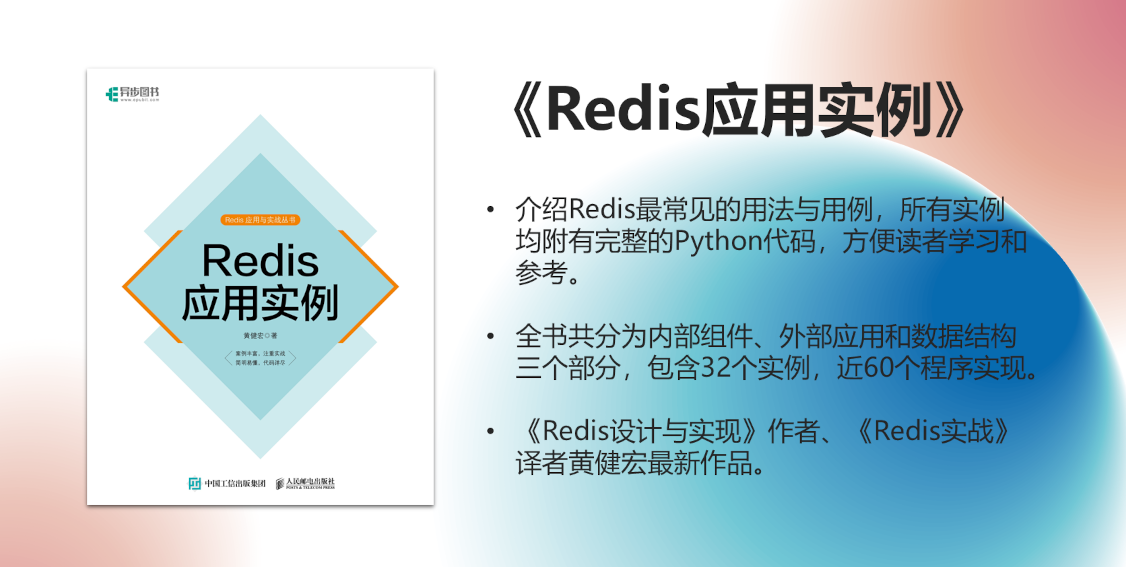 异步图书
www.epubit.com
Redis 应用与实战丛书
Redis
应用实例
黄健宏◎著
案例丰富，注重实战
简单易懂，代码详尽
中国工信出版集团
人民邮电出版社
POSTS & TELECOM PRESS
《Redis应用实例》
• 介绍Redis最常见的用法与用例，所有实例
均附有完整的Python代码，方便读者学习和
参考。
• 全书共分为内部组件、外部应用和数据结构
三个部分，包含32个实例，近60个程序实现。
• 《Redis设计与实现》作者、《Redis实战》
译者黄健宏最新作品。